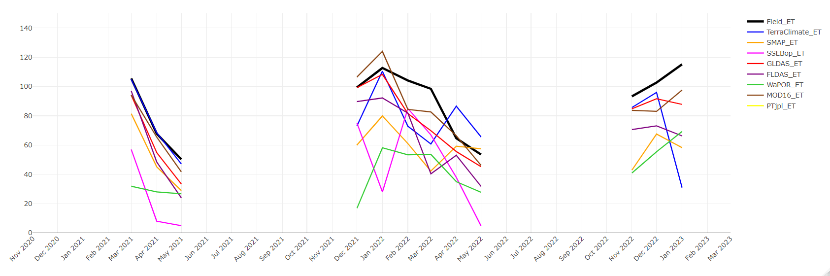 140
120
100
80
60
40
20
0
Nov 2020
Dec 2020
Jan 2021
Feb 2021
Mar 2021
Apr 2021
May 2021
Jun 2021
Jul 2021
Aug 2021
Sep 2021
Oct 2021
Nov 2021
Dec 2021
Jan 2022
Feb 2022
Mar 2022
Apr 2022
May 2022
Jun 2022
Jul 2022
Aug 2022
Sep 2022
Oct 2022
Nov 2022
Dec 2022
Jan 2023
Feb 2023
Mar 2023
Field_ET
TerraClimate_ET
SMAP_ET
SSEBop_ET
GLDAS_ET
FLDAS_ET
WaPOR_ET
MOD16_ET
PTjpl_ET